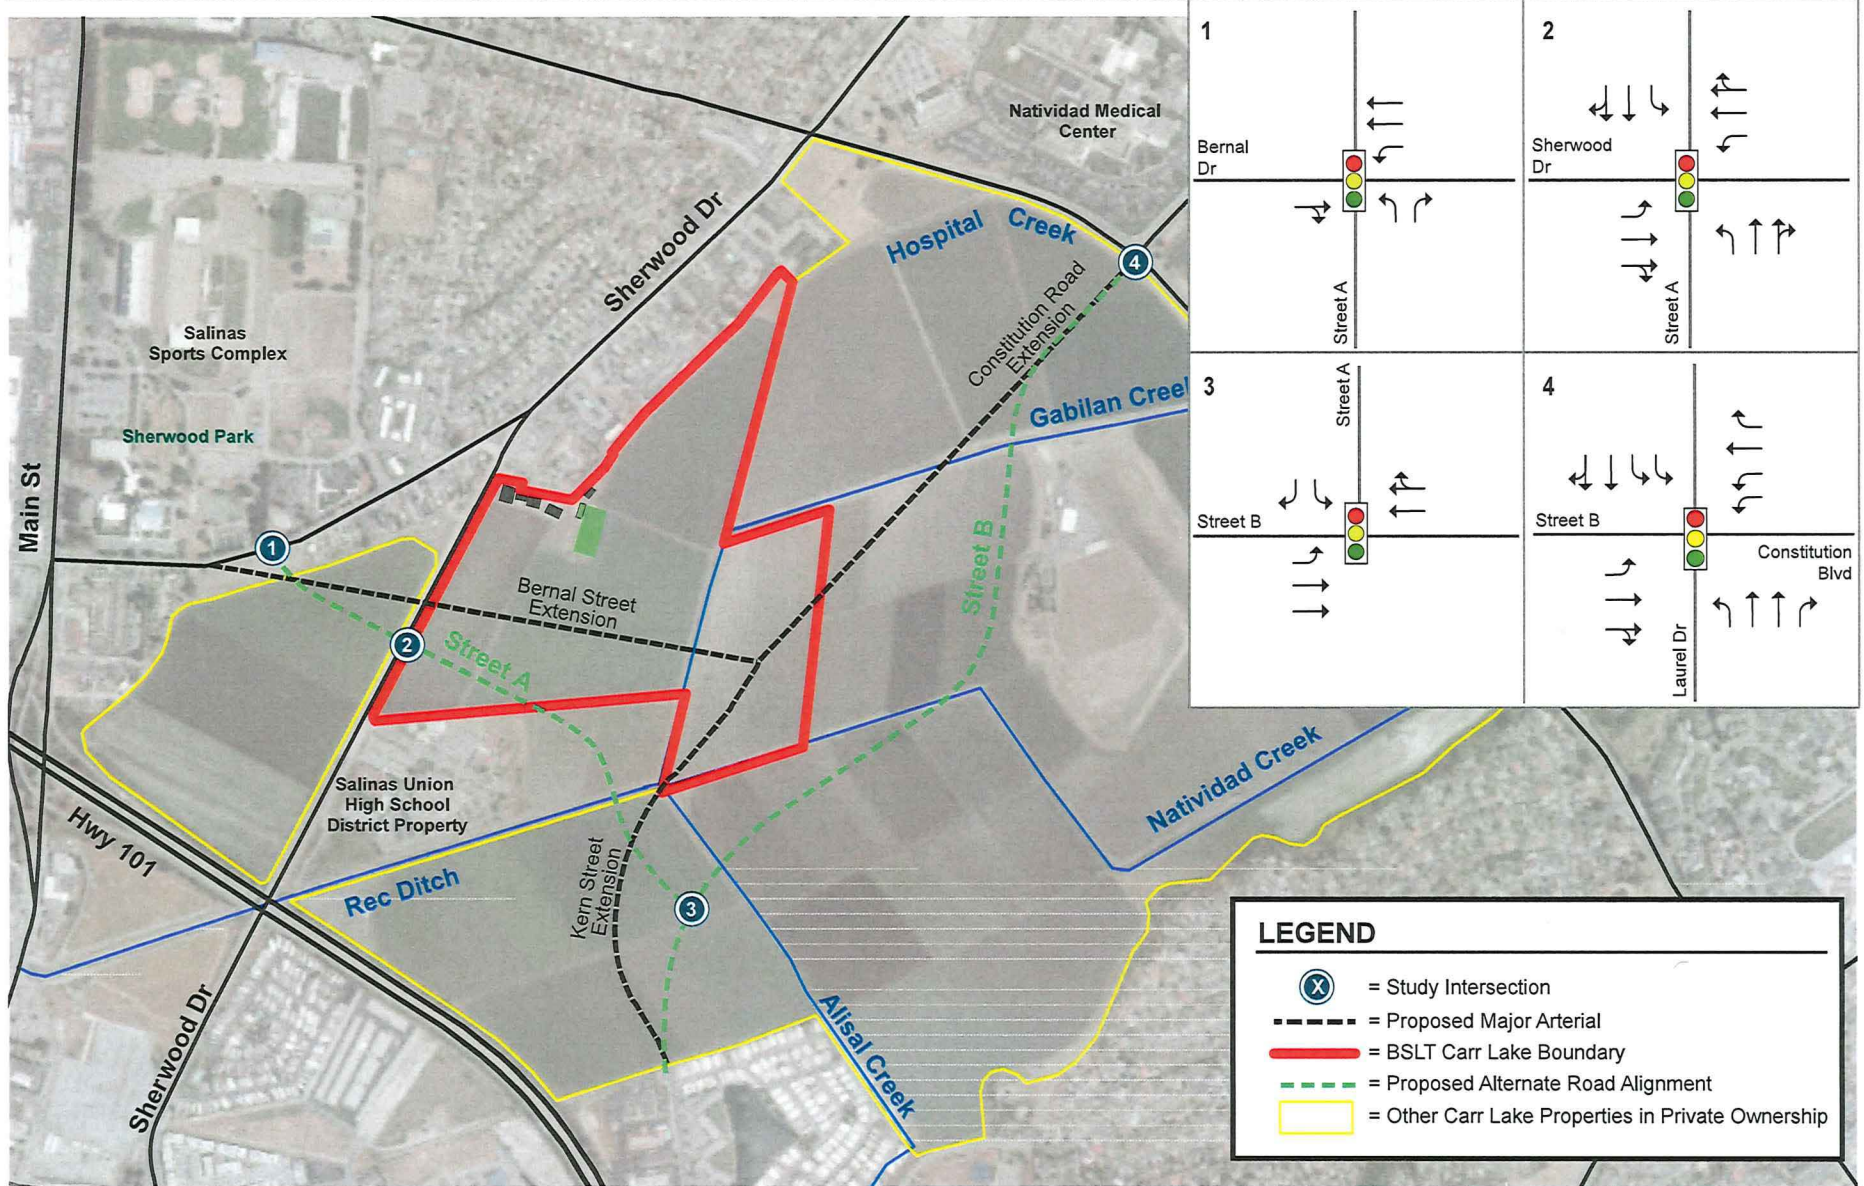 Natividad Medical
Center
Sherwood Dr
Hospital Creek
4
Constitution Road
Extension
Gabilan Creek
Salinas
Sports Complex
Sherwood Park
Main St
1
Bernal Street
Extension
2
Street A
Street B
Salinas Union
High School
District Property
Hwy 101
Rec Ditch
Kern Street
Extension
3
Natividad Creek
Alisal Creek
Sherwood Dr
1
Bernal
Dr
Street A
2
Sherwood
Dr
Street A
3
Street A
Street B
4
Street B
Constitution
Blvd
Laurel Dr
LEGEND
X = Study Intersection
= Proposed Major Arterial
= BSLT Carr Lake Boundary
= Proposed Alternate Road Alignment
= Other Carr Lake Properties in Private Ownership